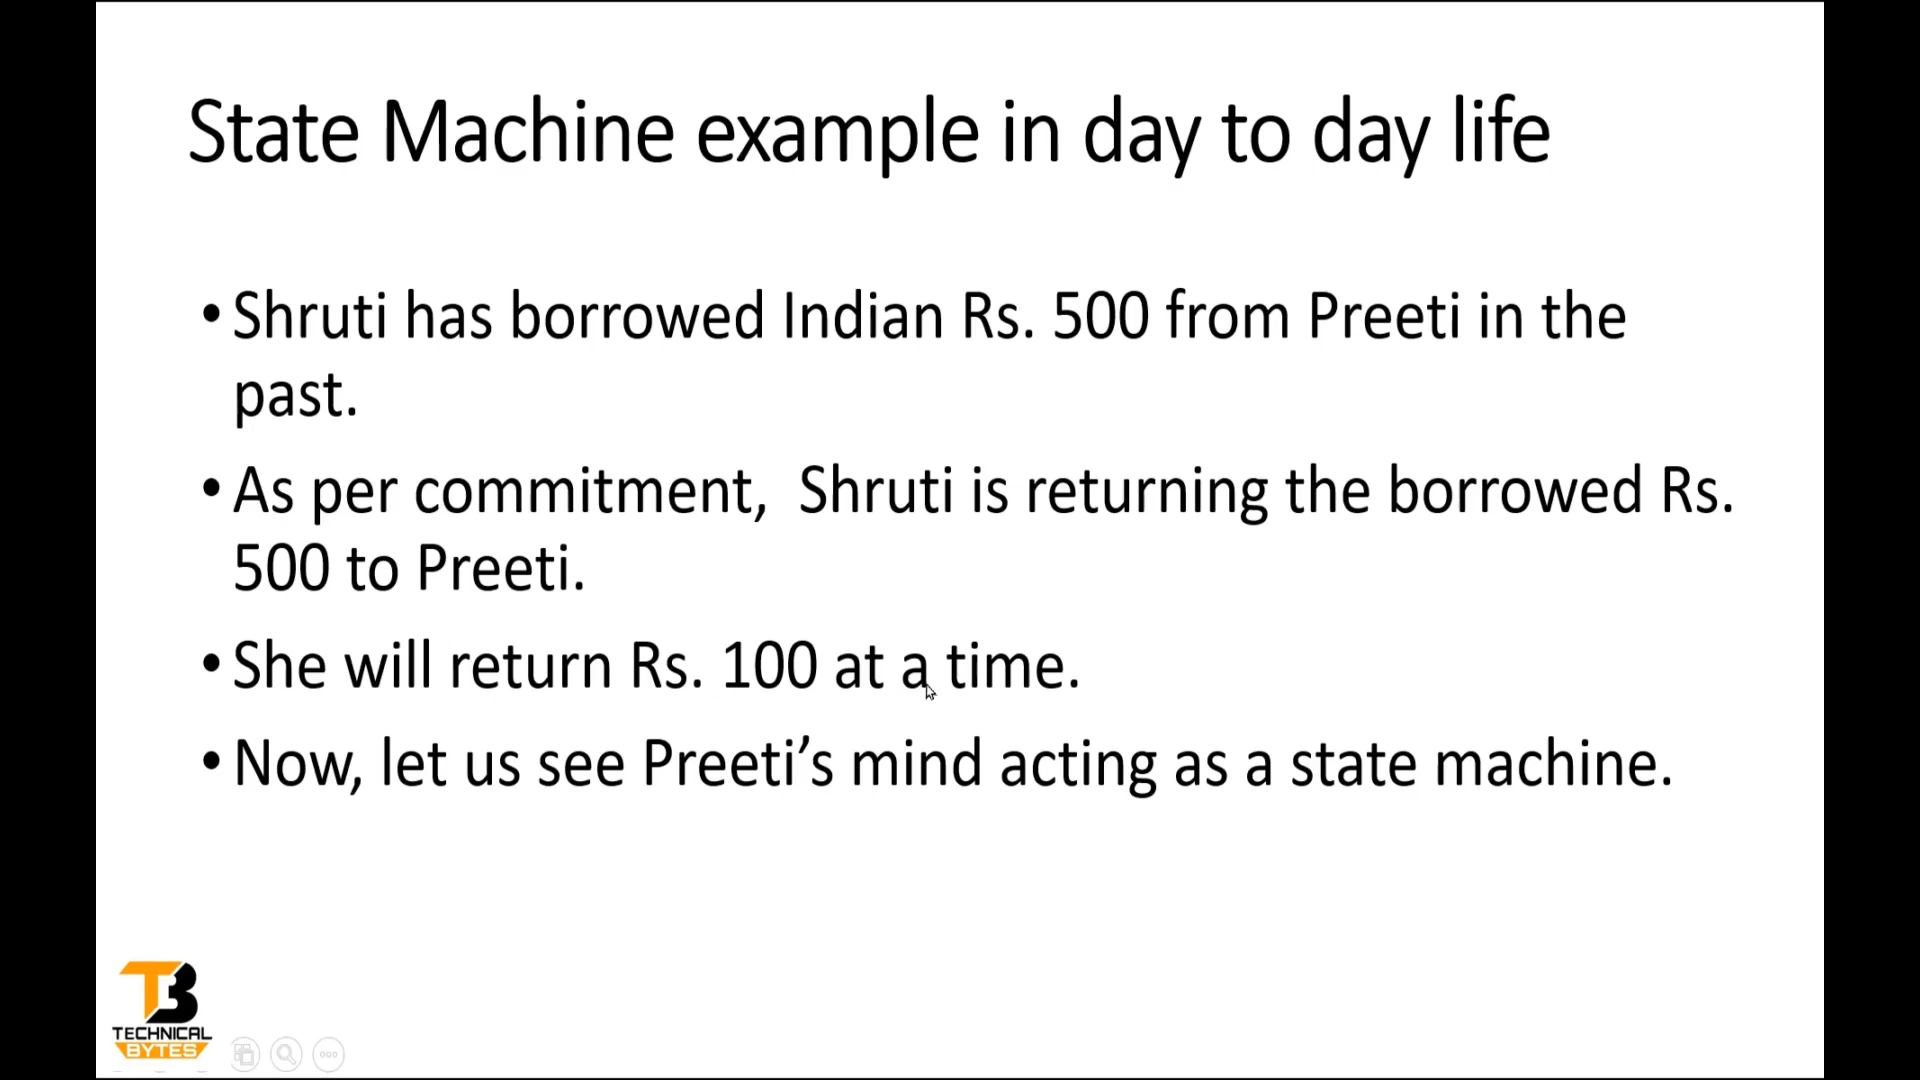 State Machine example in day to day life
• Shruti has borrowed Indian Rs. 500 from Preeti in the
past.
• As per commitment,  Shruti is returning the borrowed Rs.
500 to Preeti.
• She will return Rs. 100 at a time.
• Now, let us see Preeti’s mind acting as a state machine.
TB
TECHNICAL
BYTES